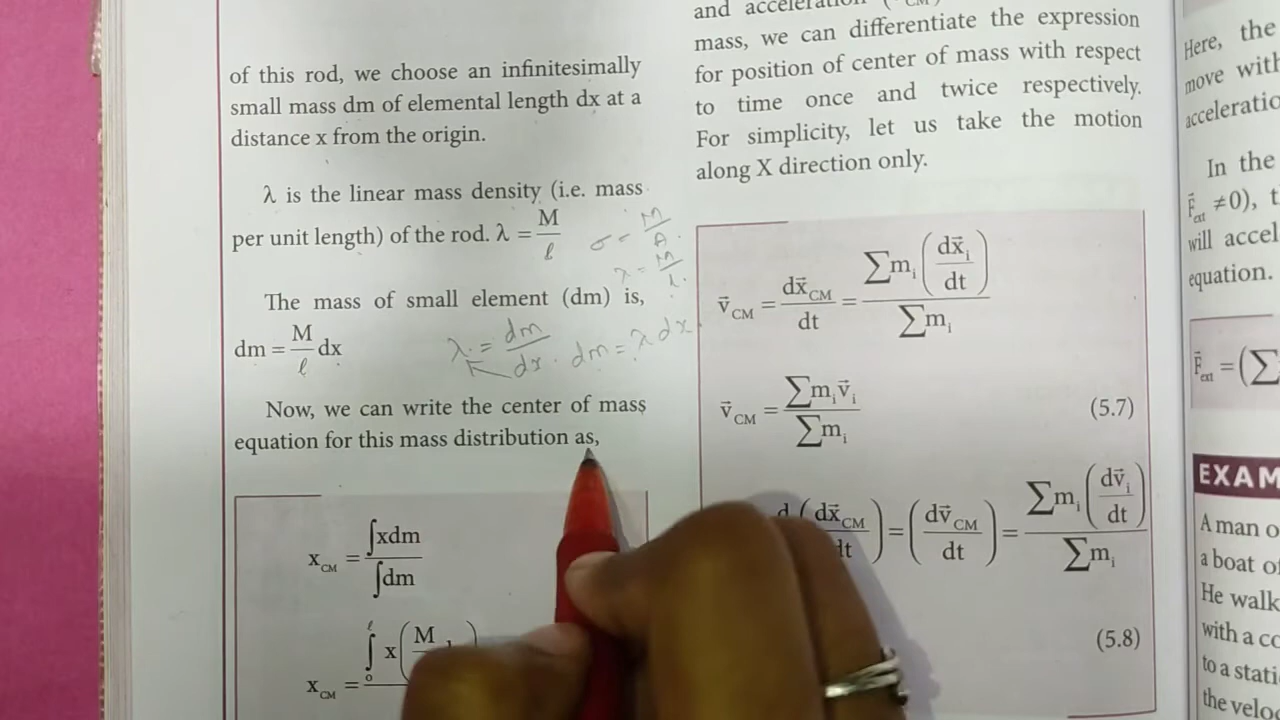 of this rod, we choose an infinitesimally
small mass dm of elemental length dx at a
distance x from the origin.
λ is the linear mass density (i.e. mass
per unit length) of the rod. λ = M/ℓ
σ = M/A.
λ = M/L.
The mass of small element (dm) is,
dm = M/ℓ dx
λ = dm/dx. dm = λ dx.
Now, we can write the center of mass
equation for this mass distribution as,
x_CM = ∫xdm/∫dm
x_CM = ∫₀^ℓ x(M
and acceleration
mass, we can differentiate the expression
for position of center of mass with respect
to time once and twice respectively.
For simplicity, let us take the motion
along X direction only.
v⃗_CM = dx⃗_CM/dt = ∑m_i(dx⃗_i/dt)/∑m_i
v⃗_CM = ∑m_i v⃗_i/∑m_i (5.7)
d (dx⃗_CM/dt) = (dv⃗_CM/dt) = ∑m_i(dv⃗_i/dt)/∑m_i
(5.8)
Here, the
move with
acceleratio
In the
F⃗_ext ≠0), t
will accel
equation.
F⃗_ext = (∑
EXAM
A man o
a boat of
He walk
with a co
to a stati
the veloc